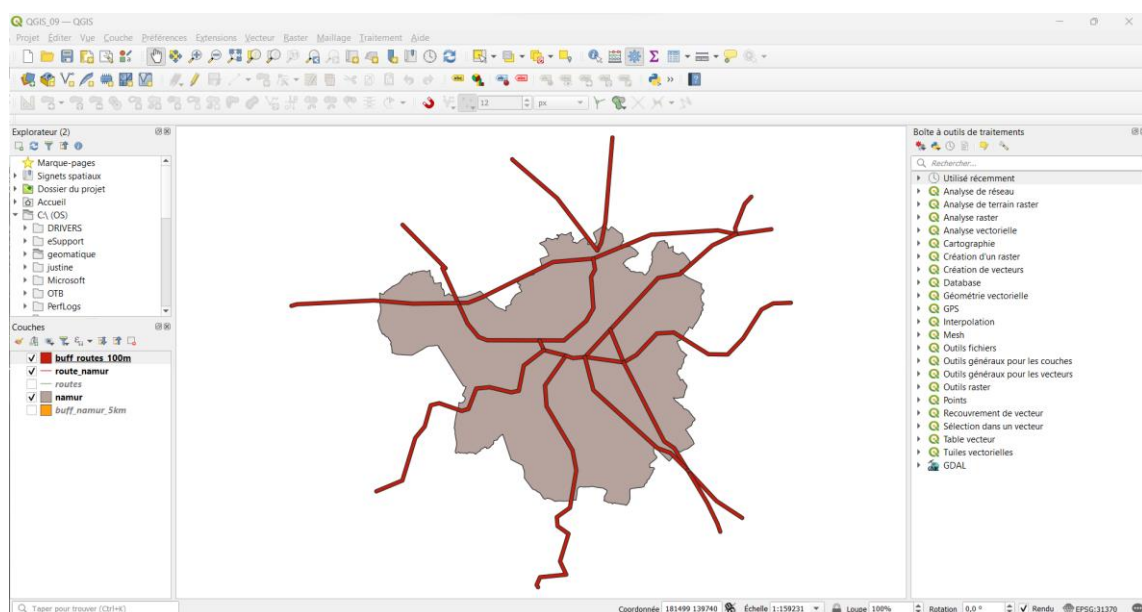 QGIS_09 — QGIS
Projet Éditer Vue Couche Préférences Extensions Vecteur Raster Maillage Traitement Aide
12 px
Explorateur (2)
Marque-pages
Signets spatiaux
Dossier du projet
Accueil
C:\ (OS)
DRIVERS
eSupport
geomatique
justine
Microsoft
OTB
PerfLogs
Couches
buff_routes_100m
route_namur
routes
namur
buff_namur_5km
Boîte à outils de traitements
Rechercher...
Utilisé récemment
Analyse de réseau
Analyse de terrain raster
Analyse raster
Analyse vectorielle
Cartographie
Création d'un raster
Création de vecteurs
Database
Géométrie vectorielle
GPS
Interpolation
Mesh
Outils fichiers
Outils généraux pour les couches
Outils généraux pour les vecteurs
Outils raster
Points
Recouvrement de vecteur
Sélection dans un vecteur
Table vecteur
Tuiles vectorielles
GDAL
Taper pour trouver (Ctrl+K) Coordonnée 181499 139740 Échelle 1:159231 Loupe 100% Rotation 0,0 ° Rendu EPSG:31370